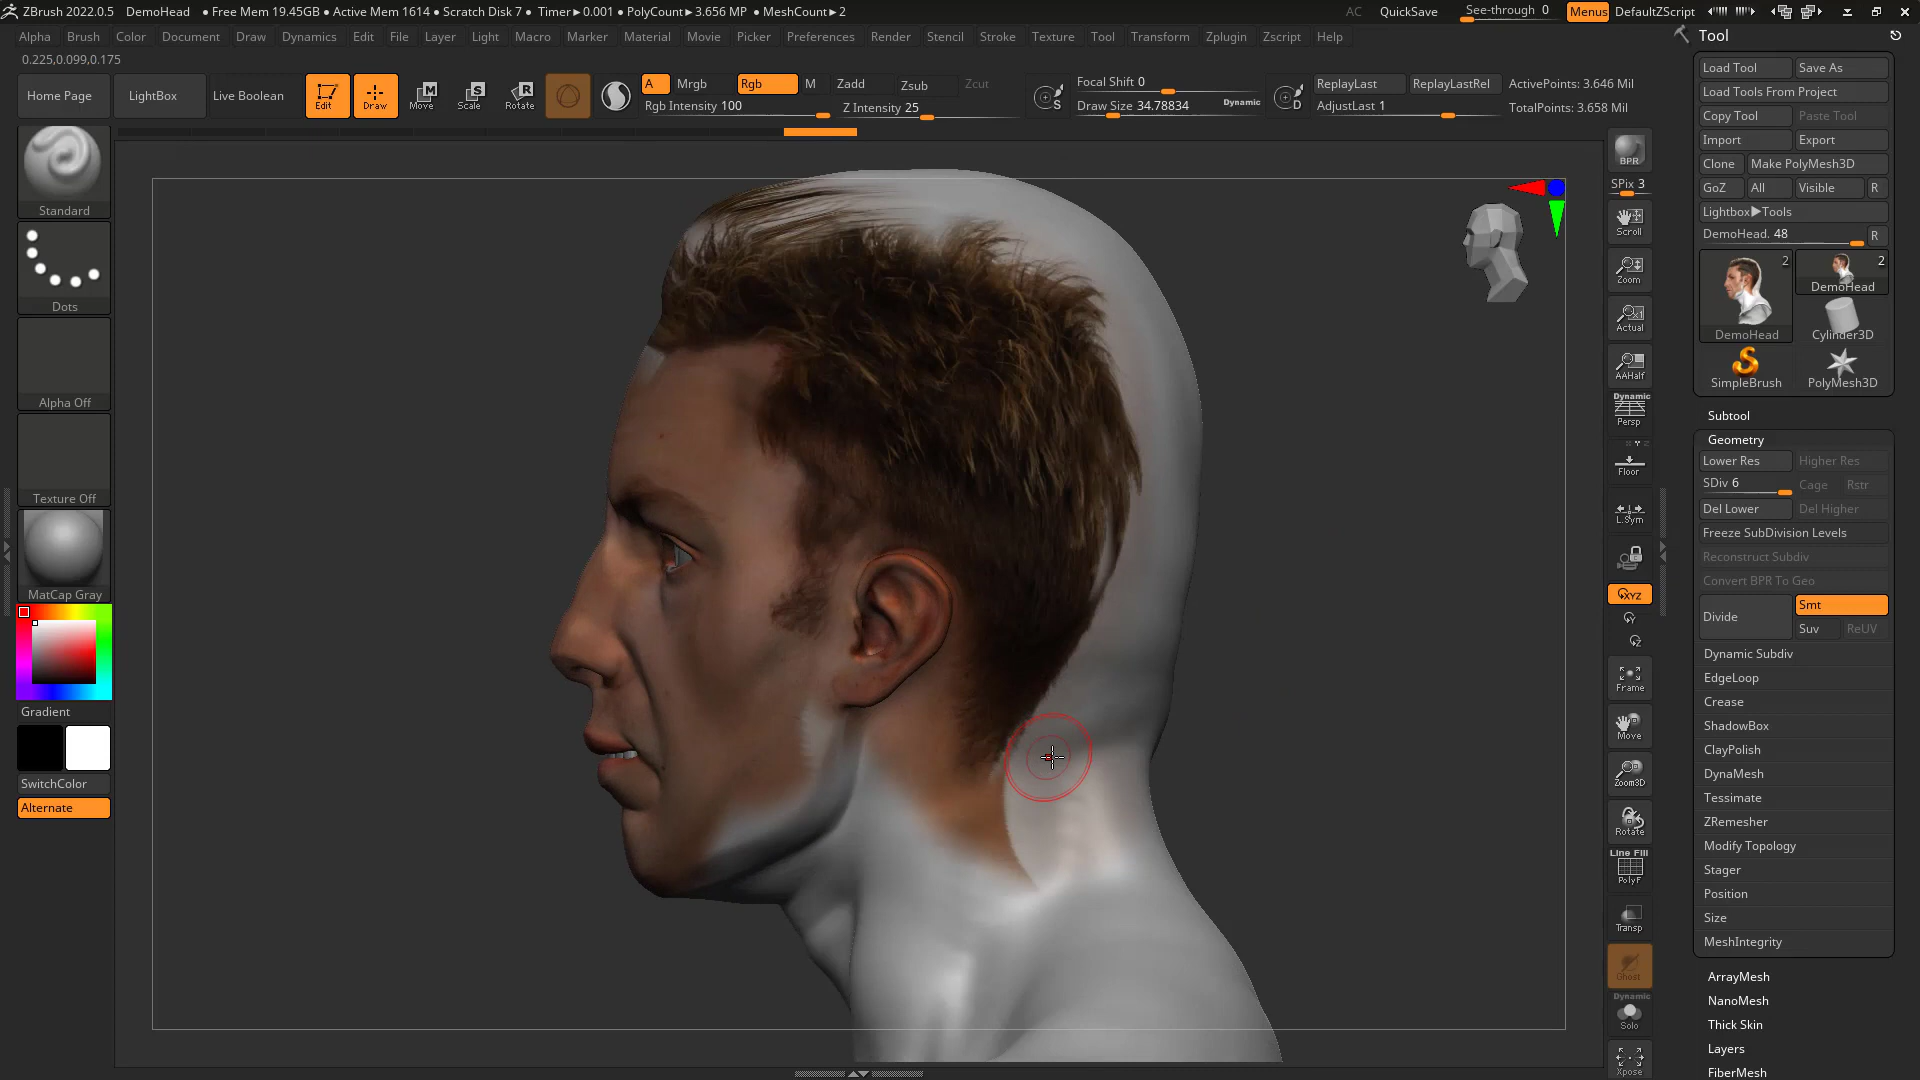 ZBrush 2022.0.5 DemoHead • Free Mem 19.45GB • Active Mem 1614 • Scratch Disk 7 • Timer►0.001 • PolyCount►3.656 MP • MeshCount►2 AC QuickSave See-through 0 Menus DefaultZScript
Alpha Brush Color Document Draw Dynamics Edit File Layer Light Macro Marker Material Movie Picker Preferences Render Stencil Stroke Texture Tool Transform Zplugin Zscript Help
0.225,0.099,0.175
Home Page LightBox Live Boolean Edit Draw Move Scale Rotate
M S R
A Mrgb Rgb M Zadd Zsub Zcut
Rgb Intensity 100 Z Intensity 25
S Focal Shift 0
Draw Size 34.78834 Dynamic
D ReplayLast ReplayLastRel ActivePoints: 3.646 Mil
AdjustLast 1 TotalPoints: 3.658 Mil
Standard
Dots
Alpha Off
Texture Off
MatCap Gray
Gradient
SwitchColor
Alternate
BPR
SPix 3
Scroll
Zoom
Actual
AAHalf
Dynamic
Persp
Floor
L.Sym
XYZ
Y
Z
Frame
Move
Zoom3D
Rotate
Line Fill
PolyF
Transp
Ghost
Dynamic
Solo
Xpose
Tool
Load Tool Save As
Load Tools From Project
Copy Tool Paste Tool
Import Export
Clone Make PolyMesh3D
GoZ All Visible R
Lightbox►Tools
DemoHead. 48 R
2 2
DemoHead
DemoHead Cylinder3D
SimpleBrush PolyMesh3D
Subtool
Geometry
Lower Res Higher Res
SDiv 6 Cage Rstr
Del Lower Del Higher
Freeze SubDivision Levels
Reconstruct Subdiv
Convert BPR To Geo
Divide Smt
Suv ReUV
Dynamic Subdiv
EdgeLoop
Crease
ShadowBox
ClayPolish
DynaMesh
Tessimate
ZRemesher
Modify Topology
Stager
Position
Size
MeshIntegrity
ArrayMesh
NanoMesh
Thick Skin
Layers
FiberMesh